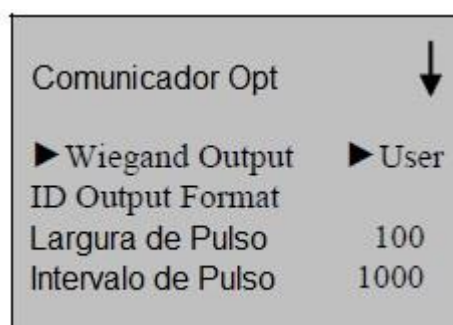 Comunicador Opt
►Wiegand Output ►User
ID Output Format
Largura de Pulso 100
Intervalo de Pulso 1000